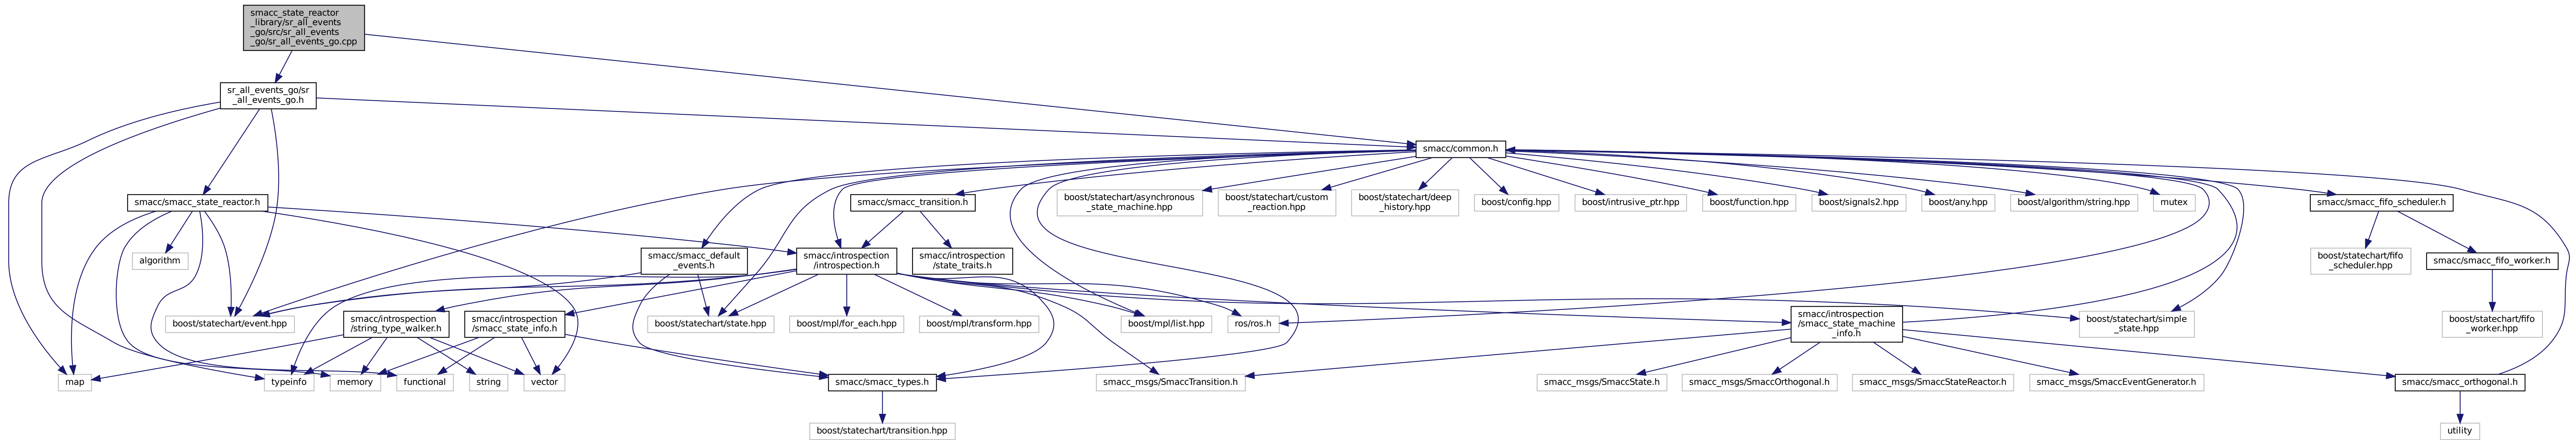 smacc_state_reactor
_library/sr_all_events
_go/src/sr_all_events
_go/sr_all_events_go.cpp
sr_all_events_go/sr
_all_events_go.h
smacc/common.h
smacc/smacc_state_reactor.h
smacc/smacc_transition.h
boost/statechart/asynchronous
_state_machine.hpp
boost/statechart/custom
_reaction.hpp
boost/statechart/deep
_history.hpp
boost/config.hpp
boost/intrusive_ptr.hpp
boost/function.hpp
boost/signals2.hpp
boost/any.hpp
boost/algorithm/string.hpp
mutex
smacc/smacc_fifo_scheduler.h
algorithm
smacc/smacc_default
_events.h
smacc/introspection
/introspection.h
smacc/introspection
/state_traits.h
boost/statechart/fifo
_scheduler.hpp
smacc/smacc_fifo_worker.h
boost/statechart/event.hpp
smacc/introspection
/string_type_walker.h
smacc/introspection
/smacc_state_info.h
boost/statechart/state.hpp
boost/mpl/for_each.hpp
boost/mpl/transform.hpp
boost/mpl/list.hpp
ros/ros.h
smacc/introspection
/smacc_state_machine
_info.h
boost/statechart/simple
_state.hpp
boost/statechart/fifo
_worker.hpp
map
typeinfo
memory
functional
string
vector
smacc/smacc_types.h
smacc_msgs/SmaccTransition.h
smacc_msgs/SmaccState.h
smacc_msgs/SmaccOrthogonal.h
smacc_msgs/SmaccStateReactor.h
smacc_msgs/SmaccEventGenerator.h
smacc/smacc_orthogonal.h
boost/statechart/transition.hpp
utility